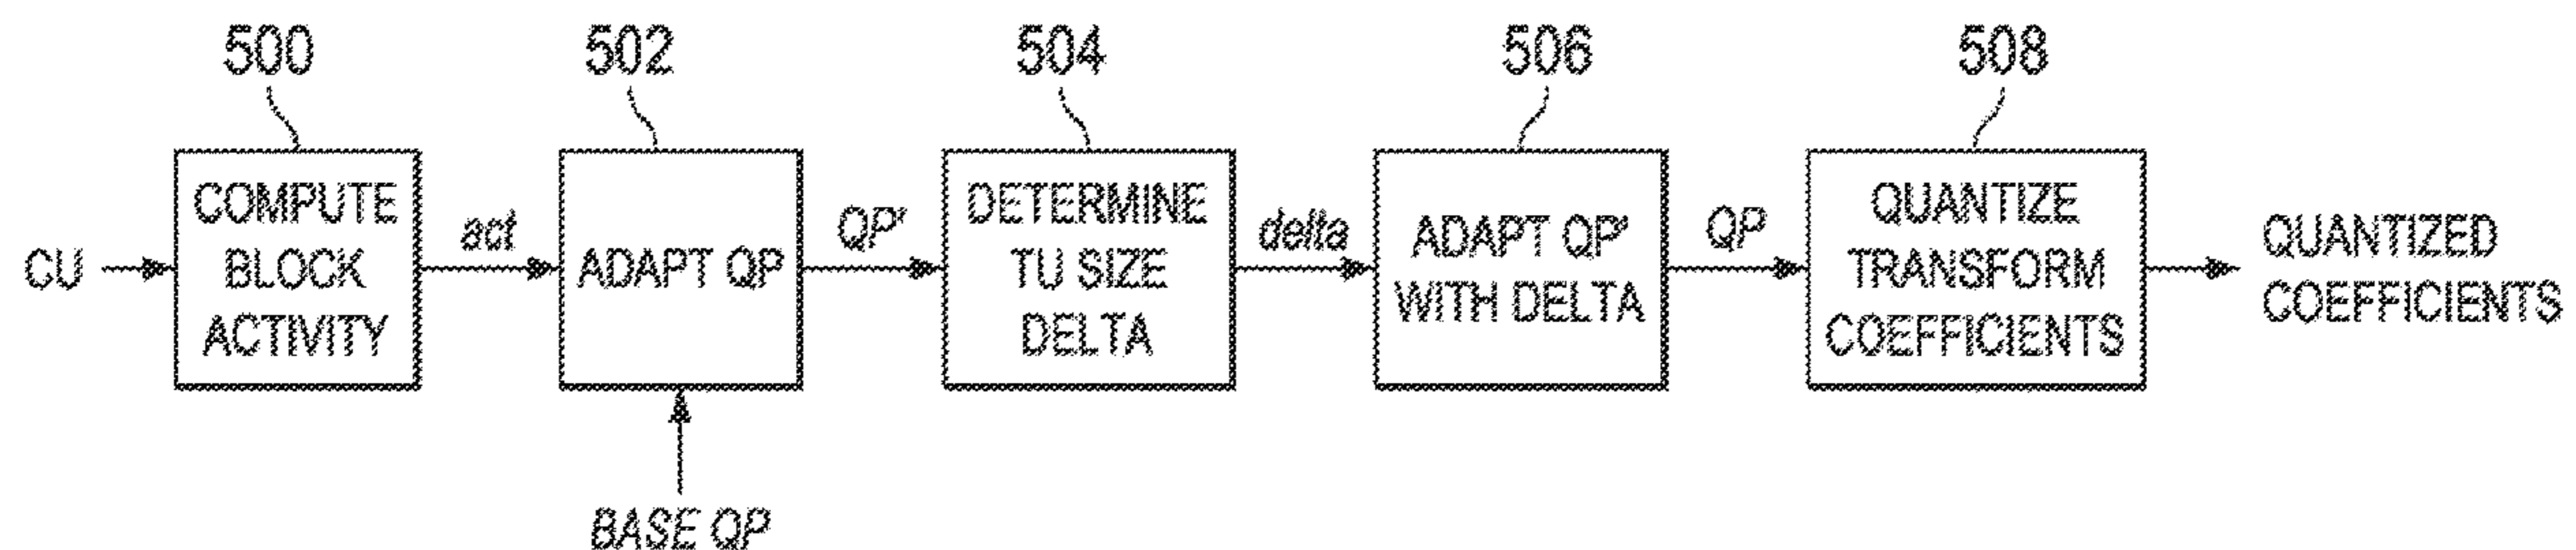 500
502
504
506
508
CU
COMPUTE
BLOCK
ACTIVITY
act
ADAPT QP
BASE QP
QP'
DETERMINE
TU SIZE
DELTA
delta
ADAPT QP'
WITH DELTA
QP
QUANTIZE
TRANSFORM
COEFFICIENTS
QUANTIZED
COEFFICIENTS